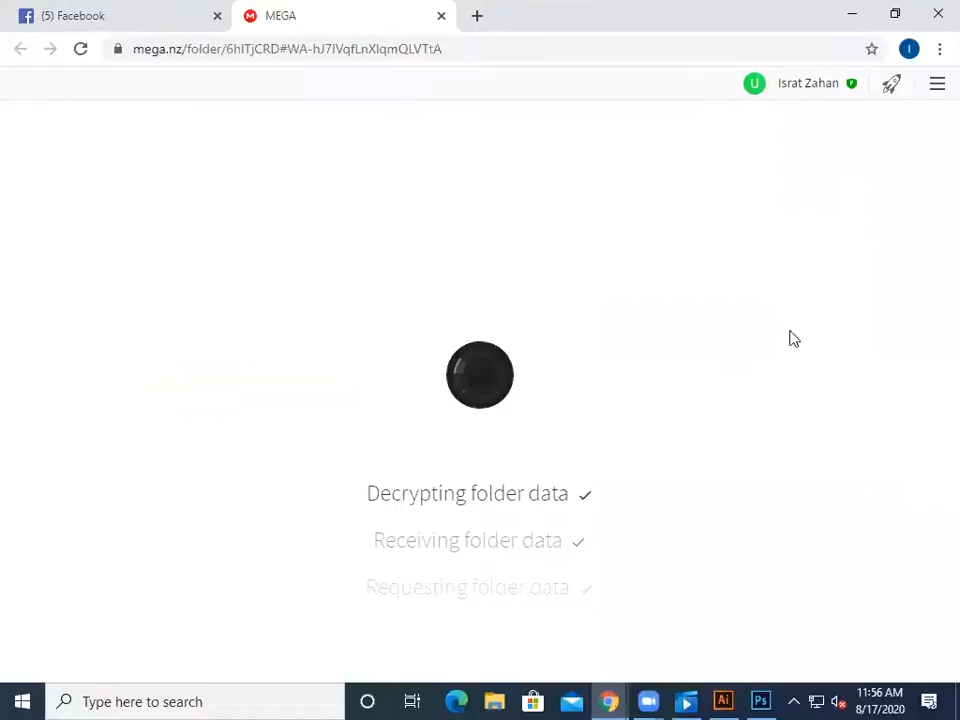 (5) Facebook
MEGA
mega.nz/folder/6hITjCRD#WA-hJ7IVqfLnXIqmQLVTtA
I
U
Israt Zahan
Decrypting folder data
Receiving folder data
Requesting folder data
Type here to search
Ai
Ps
11:56 AM
8/17/2020